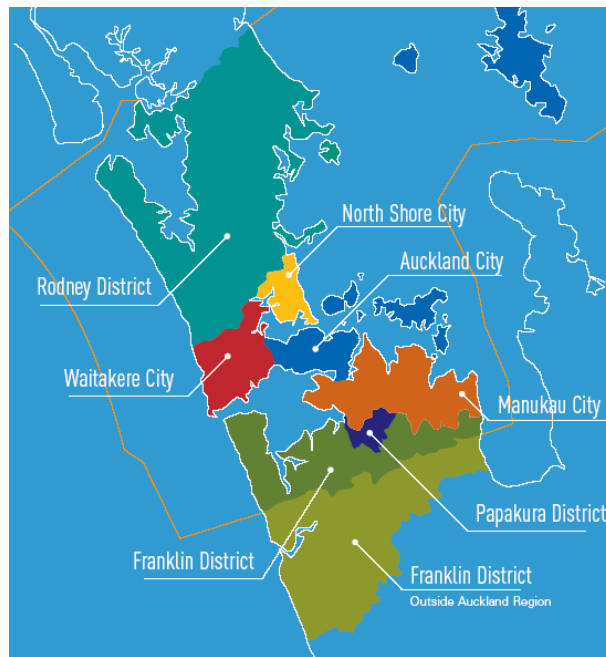 North Shore City
Auckland City
Rodney District
Waitakere City
Manukau City
Papakura District
Franklin District
Franklin District
Outside Auckland Region